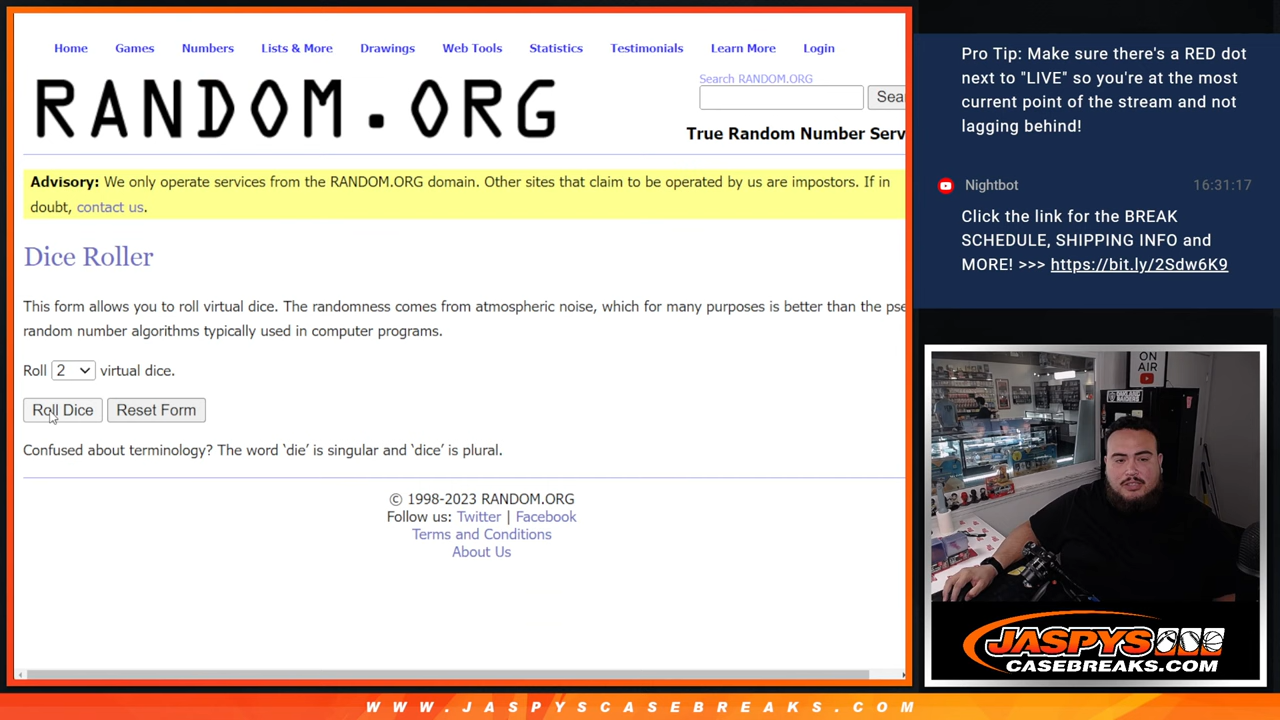 Home Games Numbers Lists & More Drawings Web Tools Statistics Testimonials Learn More Login
RANDOM.ORG
Search RANDOM.ORG
Sea
True Random Number Serv
Advisory: We only operate services from the RANDOM.ORG domain. Other sites that claim to be operated by us are impostors. If in
doubt, contact us.
Dice Roller
This form allows you to roll virtual dice. The randomness comes from atmospheric noise, which for many purposes is better than the pse
random number algorithms typically used in computer programs.
Roll 2 virtual dice.
Roll Dice Reset Form
Confused about terminology? The word ‘die’ is singular and ‘dice’ is plural.
© 1998-2023 RANDOM.ORG
Follow us: Twitter | Facebook
Terms and Conditions
About Us
Pro Tip: Make sure there's a RED dot
next to "LIVE" so you're at the most
current point of the stream and not
lagging behind!
Nightbot 16:31:17
Click the link for the BREAK
SCHEDULE, SHIPPING INFO and
MORE! >>> https://bit.ly/2Sdw6K9
ON
AIR
JASPYS
CASEBREAKS.COM
WWW.JASPYSCASEBREAKS.COM